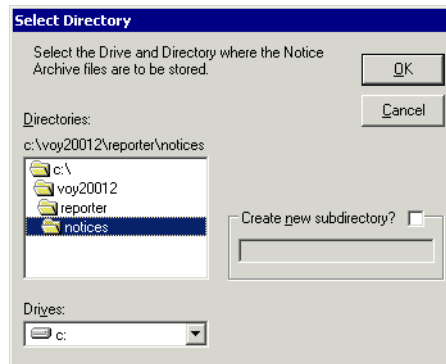 Select Directory
Select the Drive and Directory where the Notice
Archive files are to be stored.
OK
Cancel
Directories:
c:\voy20012\reporter\notices
c:\
voy20012
reporter
notices
Create new subdirectory?
Drives:
c: